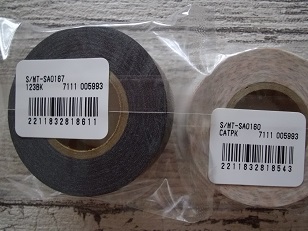 S/MT-SA0167
123BK 7111 005993
2211832818611
S/MT-SA0160
CATPK 7111 005993
2211832818543